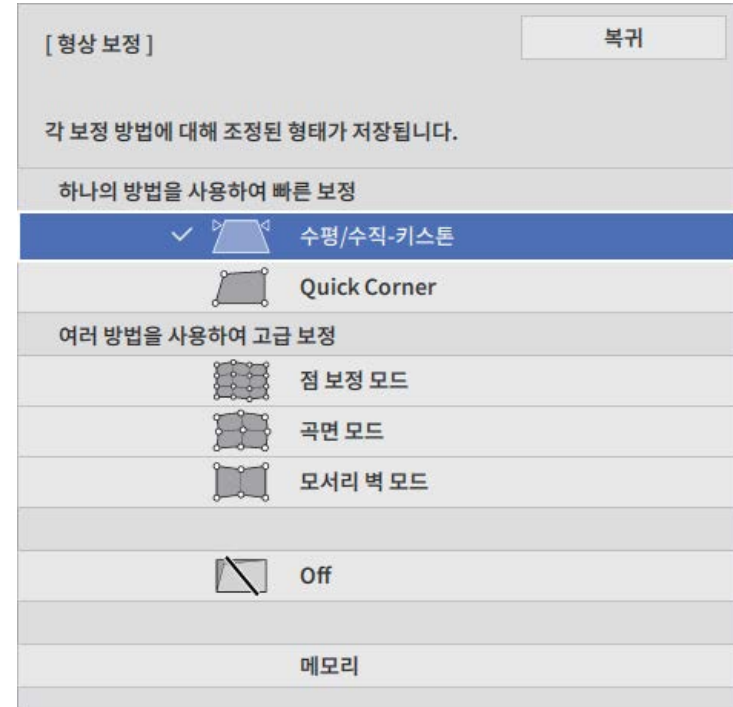 [ 형상 보정 ]
복귀
각 보정 방법에 대해 조정된 형태가 저장됩니다.
하나의 방법을 사용하여 빠른 보정
수평/수직-키스톤
Quick Corner
여러 방법을 사용하여 고급 보정
점 보정 모드
곡면 모드
모서리 벽 모드
Off
메모리